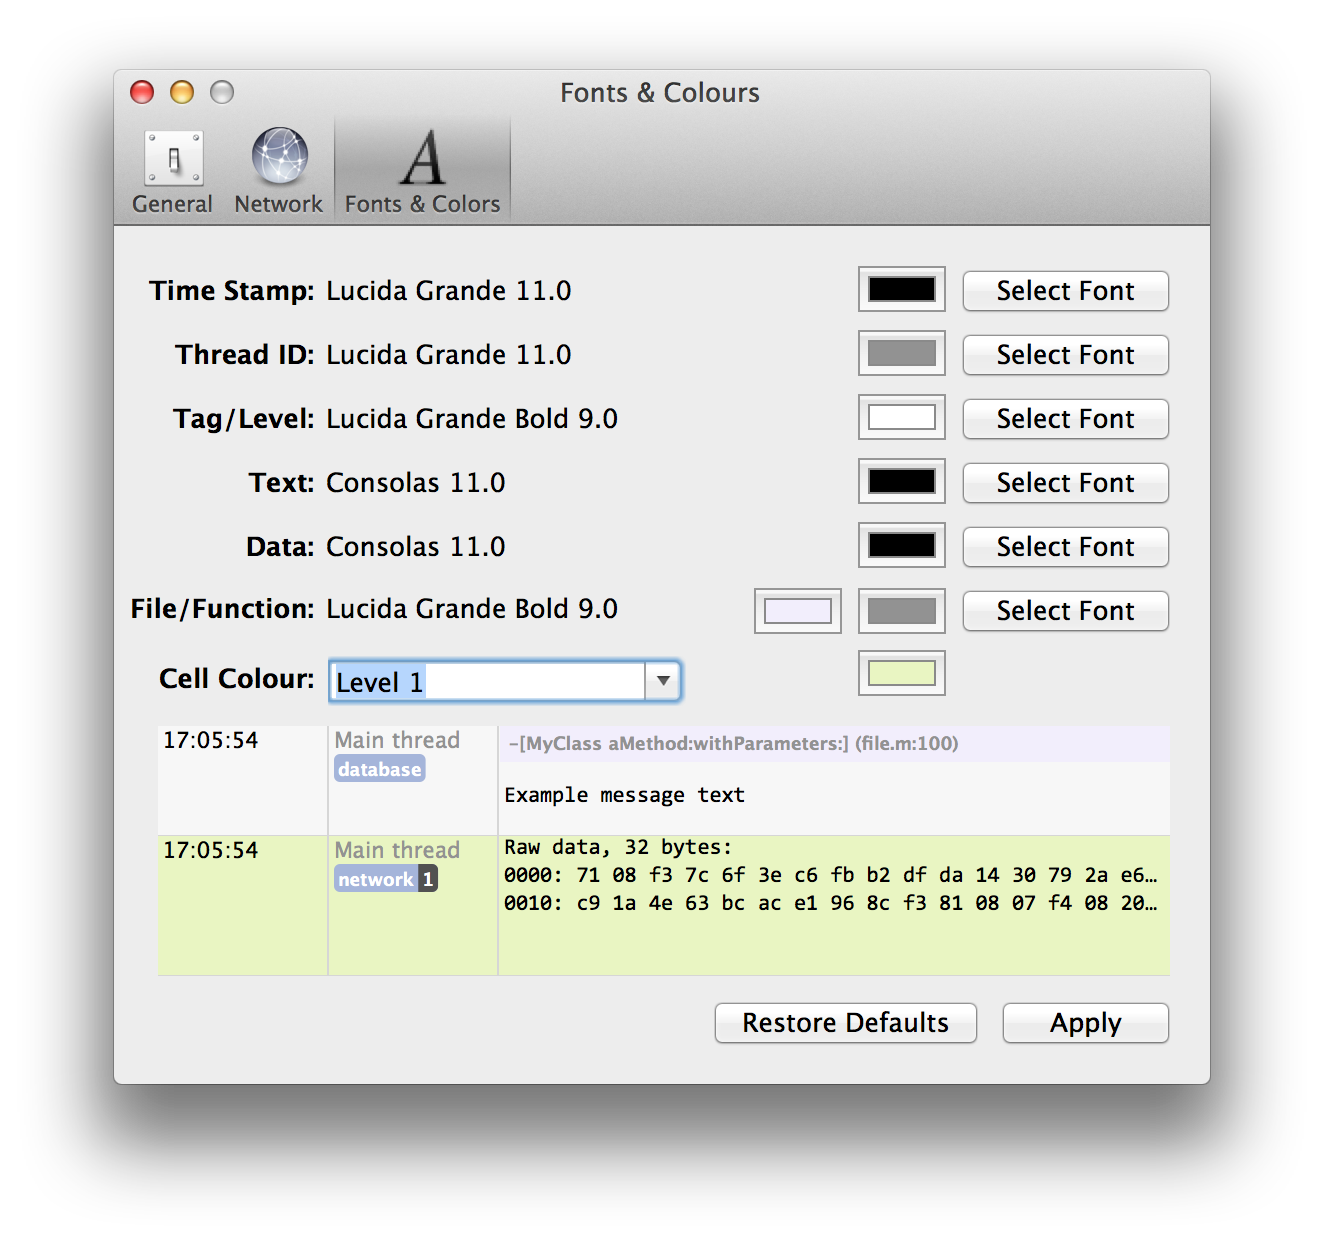 Fonts & Colours
General Network Fonts & Colors
Time Stamp: Lucida Grande 11.0 Select Font
Thread ID: Lucida Grande 11.0 Select Font
Tag/Level: Lucida Grande Bold 9.0 Select Font
Text: Consolas 11.0 Select Font
Data: Consolas 11.0 Select Font
File/Function: Lucida Grande Bold 9.0 Select Font
Cell Colour: Level 1
17:05:54 Main thread -[MyClass aMethod:withParameters:] (file.m:100)
database
Example message text
17:05:54 Main thread Raw data, 32 bytes:
network 1 0000: 71 08 f3 7c 6f 3e c6 fb b2 df da 14 30 79 2a e6…
0010: c9 1a 4e 63 bc ac e1 96 8c f3 81 08 07 f4 08 20…
Restore Defaults Apply